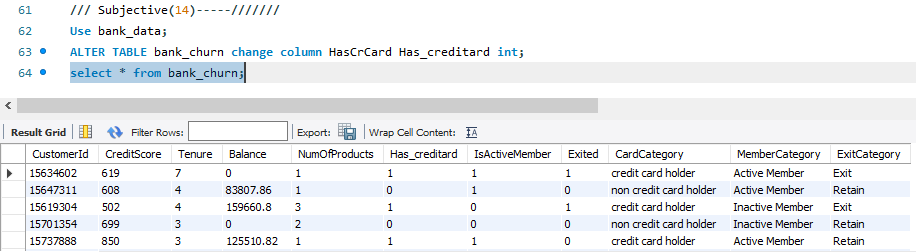 61 /// Subjective(14)-----///////
62 Use bank_data;
63 ALTER TABLE bank_churn change column HasCrCard Has_creditard int;
64 select * from bank_churn;
Result Grid Filter Rows: Export: Wrap Cell Content:
CustomerId CreditScore Tenure Balance NumOfProducts Has_creditard IsActiveMember Exited CardCategory MemberCategory ExitCategory
15634602 619 7 0 1 1 1 1 credit card holder Active Member Exit
15647311 608 4 83807.86 1 0 1 0 non credit card holder Active Member Retain
15619304 502 4 159660.8 3 1 0 1 credit card holder Inactive Member Exit
15701354 699 3 0 2 0 0 0 non credit card holder Inactive Member Retain
15737888 850 3 125510.82 1 1 1 0 credit card holder Active Member Retain